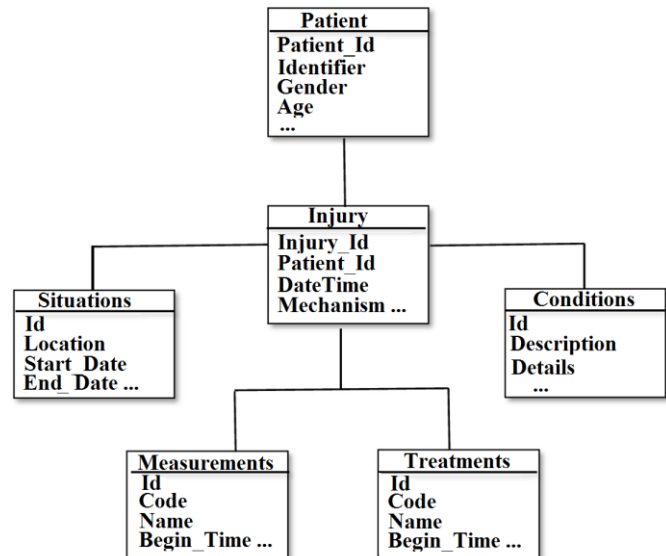 Patient
Patient_Id
Identifier
Gender
Age
...
Injury
Injury_Id
Patient_Id
DateTime
Mechanism ...
Situations
Id
Location
Start_Date
End_Date ...
Conditions
Id
Description
Details
...
Measurements
Id
Code
Name
Begin_Time ...
Treatments
Id
Code
Name
Begin_Time ...